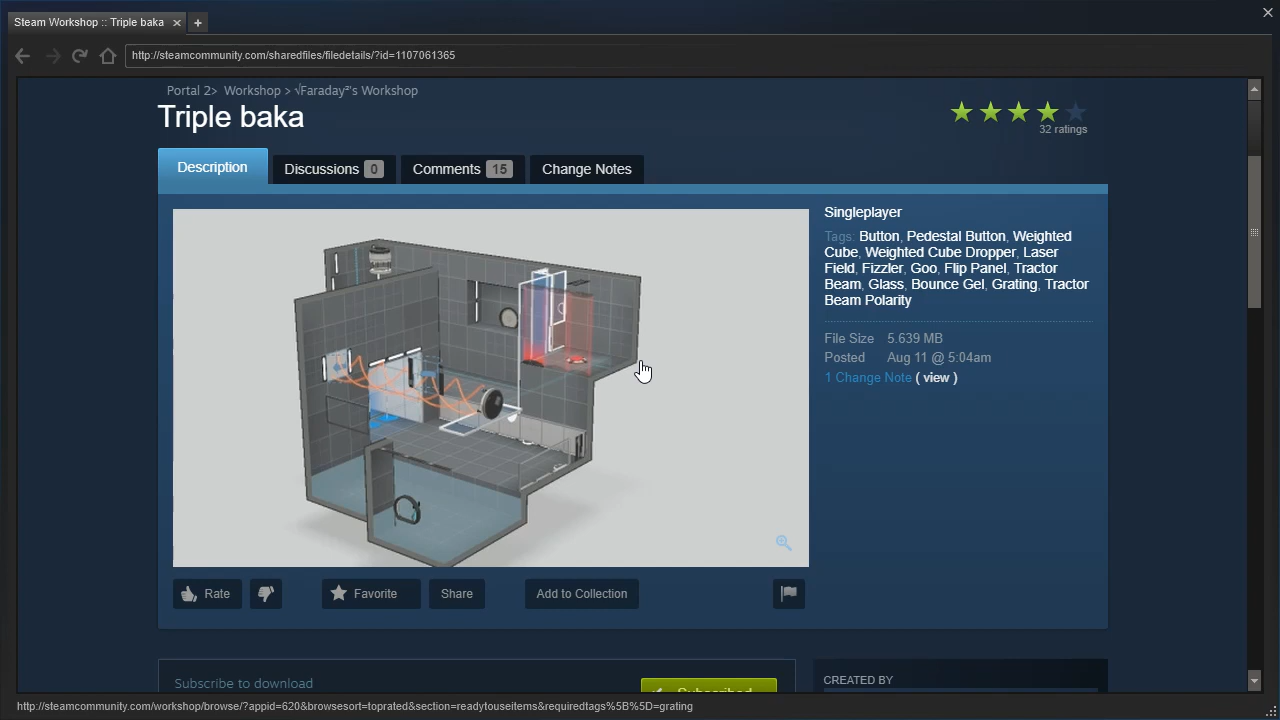 Steam Workshop :: Triple baka
http://steamcommunity.com/sharedfiles/filedetails/?id=1107061365
Portal 2> Workshop > √Faraday²'s Workshop
Triple baka
32 ratings
Description
Discussions 0
Comments 15
Change Notes
Singleplayer
Tags: Button, Pedestal Button, Weighted
Cube, Weighted Cube Dropper, Laser
Field, Fizzler, Goo, Flip Panel, Tractor
Beam, Glass, Bounce Gel, Grating, Tractor
Beam Polarity
File Size 5.639 MB
Posted Aug 11 @ 5:04am
1 Change Note ( view )
Rate
Favorite
Share
Add to Collection
Subscribe to download
Subscribed
CREATED BY
http://steamcommunity.com/workshop/browse/?appid=620&browsesort=toprated&section=readytouseitems&requiredtags%5B%5D=grating